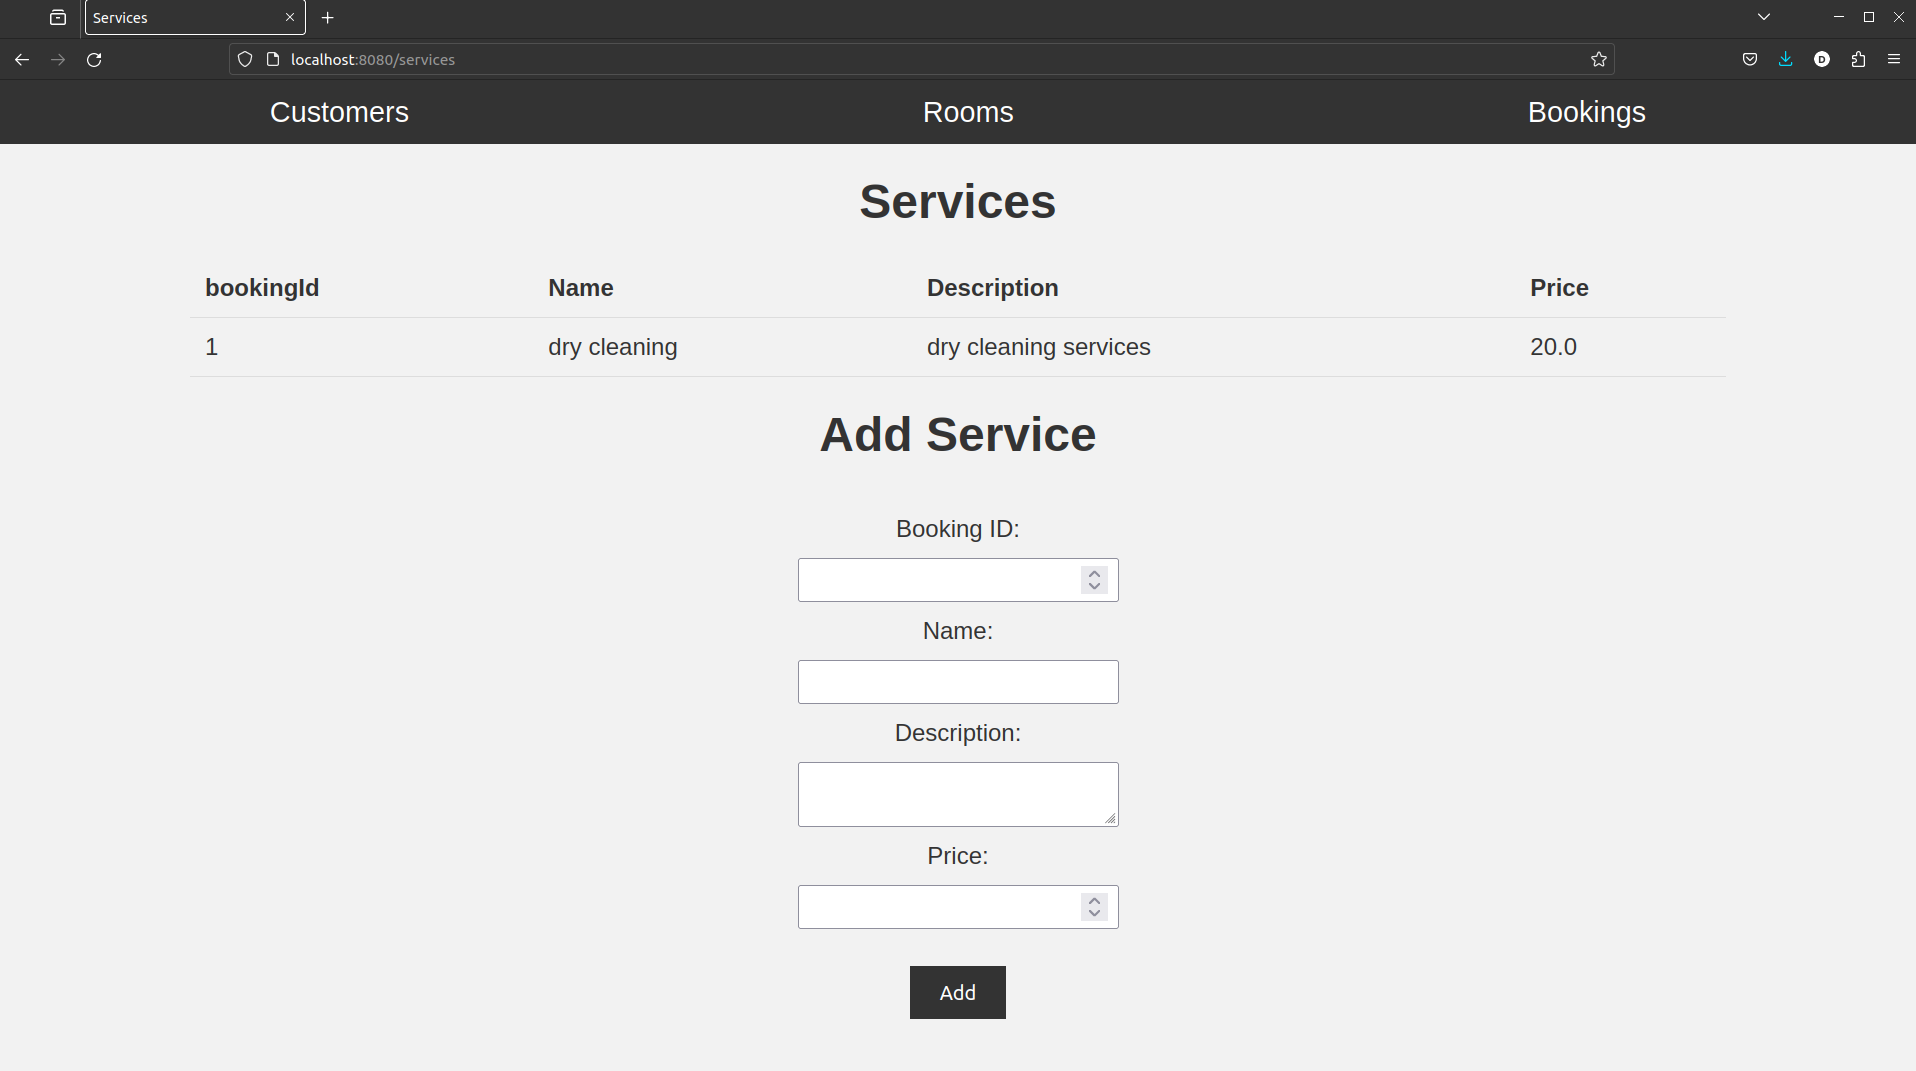 Services
localhost:8080/services
D
Customers Rooms Bookings
Services
bookingId Name Description Price
1 dry cleaning dry cleaning services 20.0
Add Service
Booking ID:
Name:
Description:
Price:
Add